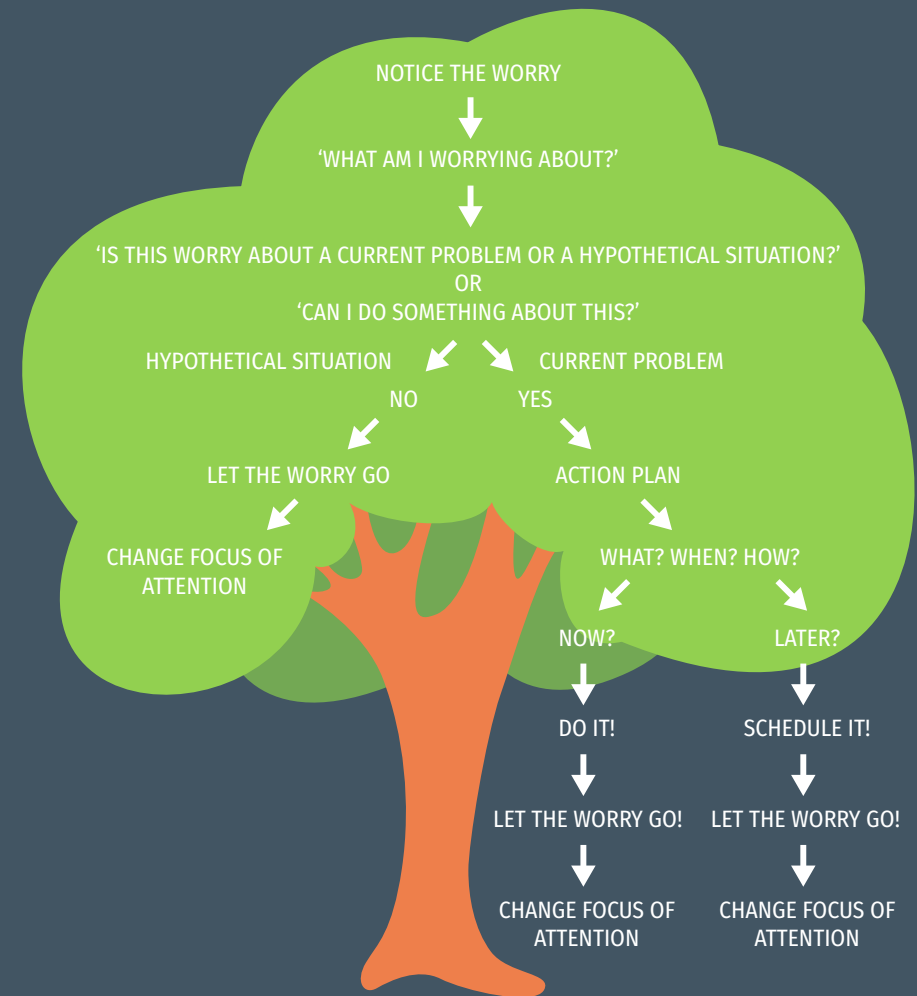 NOTICE THE WORRY
‘WHAT AM I WORRYING ABOUT?’
‘IS THIS WORRY ABOUT A CURRENT PROBLEM OR A HYPOTHETICAL SITUATION?’
OR
‘CAN I DO SOMETHING ABOUT THIS?’
HYPOTHETICAL SITUATION
CURRENT PROBLEM
NO
YES
LET THE WORRY GO
ACTION PLAN
CHANGE FOCUS OF
ATTENTION
WHAT? WHEN? HOW?
NOW?
LATER?
DO IT!
SCHEDULE IT!
LET THE WORRY GO!
LET THE WORRY GO!
CHANGE FOCUS OF
ATTENTION
CHANGE FOCUS OF
ATTENTION